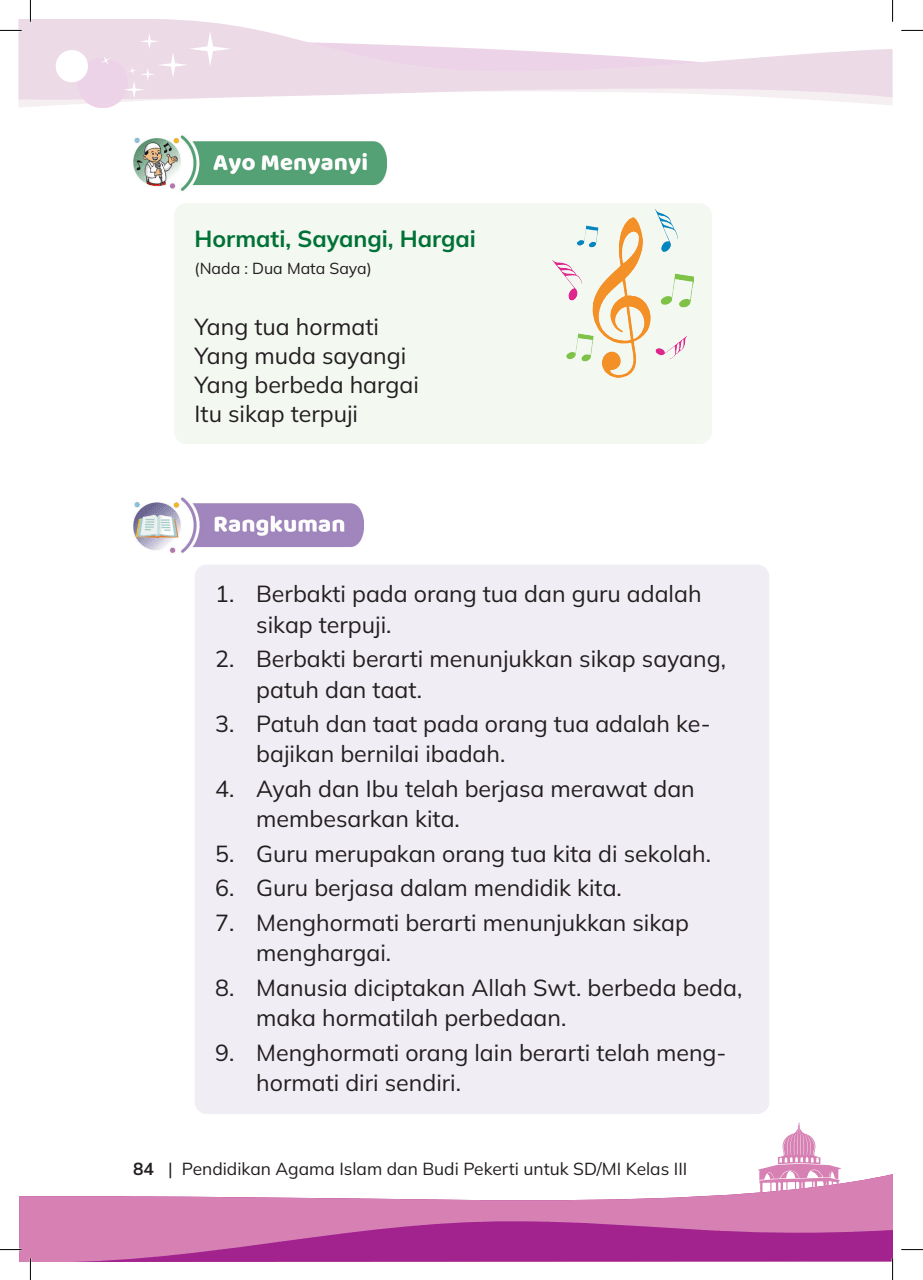 Ayo Menyanyi
Hormati, Sayangi, Hargai
(Nada : Dua Mata Saya)
Yang tua hormati
Yang muda sayangi
Yang berbeda hargai
Itu sikap terpuji
Rangkuman
1. Berbakti pada orang tua dan guru adalah
sikap terpuji.
2. Berbakti berarti menunjukkan sikap sayang,
patuh dan taat.
3. Patuh dan taat pada orang tua adalah ke-
bajikan bernilai ibadah.
4. Ayah dan Ibu telah berjasa merawat dan
membesarkan kita.
5. Guru merupakan orang tua kita di sekolah.
6. Guru berjasa dalam mendidik kita.
7. Menghormati berarti menunjukkan sikap
menghargai.
8. Manusia diciptakan Allah Swt. berbeda beda,
maka hormatilah perbedaan.
9. Menghormati orang lain berarti telah meng-
hormati diri sendiri.
84 | Pendidikan Agama Islam dan Budi Pekerti untuk SD/MI Kelas III